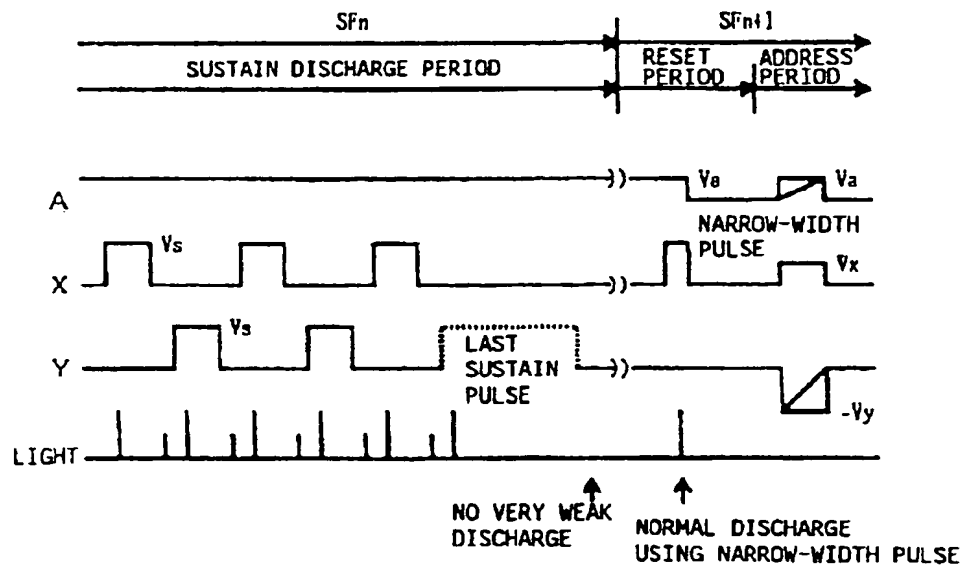 SFn
SFn+1
SUSTAIN DISCHARGE PERIOD
RESET
PERIOD
ADDRESS
PERIOD
A
Va
Va
NARROW-WIDTH
PULSE
X
Vs
Vx
Y
Vs
LAST
SUSTAIN
PULSE
-Vy
LIGHT
NO VERY WEAK
DISCHARGE
NORMAL DISCHARGE
USING NARROW-WIDTH PULSE